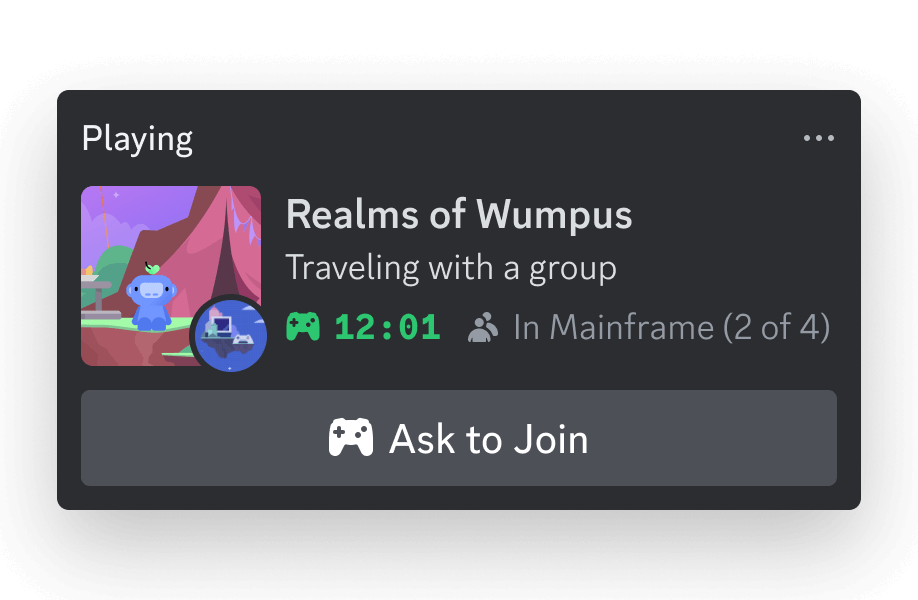 Playing
Realms of Wumpus
Traveling with a group
12:01 In Mainframe (2 of 4)
Ask to Join